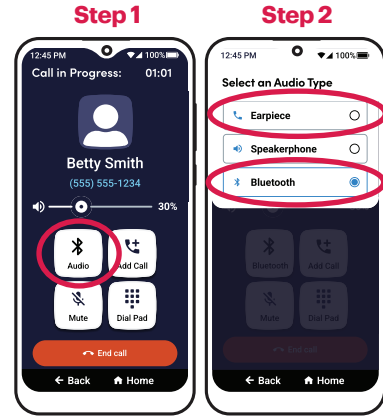 Step 1
12:45 PM 100%
Call in Progress: 01:01
Betty Smith
(555) 555-1234
30%
Audio Add Call
Mute Dial Pad
End call
Back Home
Step 2
12:45 PM 100%
Select an Audio Type
Earpiece
Speakerphone
Bluetooth
Bluetooth Add Call
Mute Dial Pad
End call
Back Home